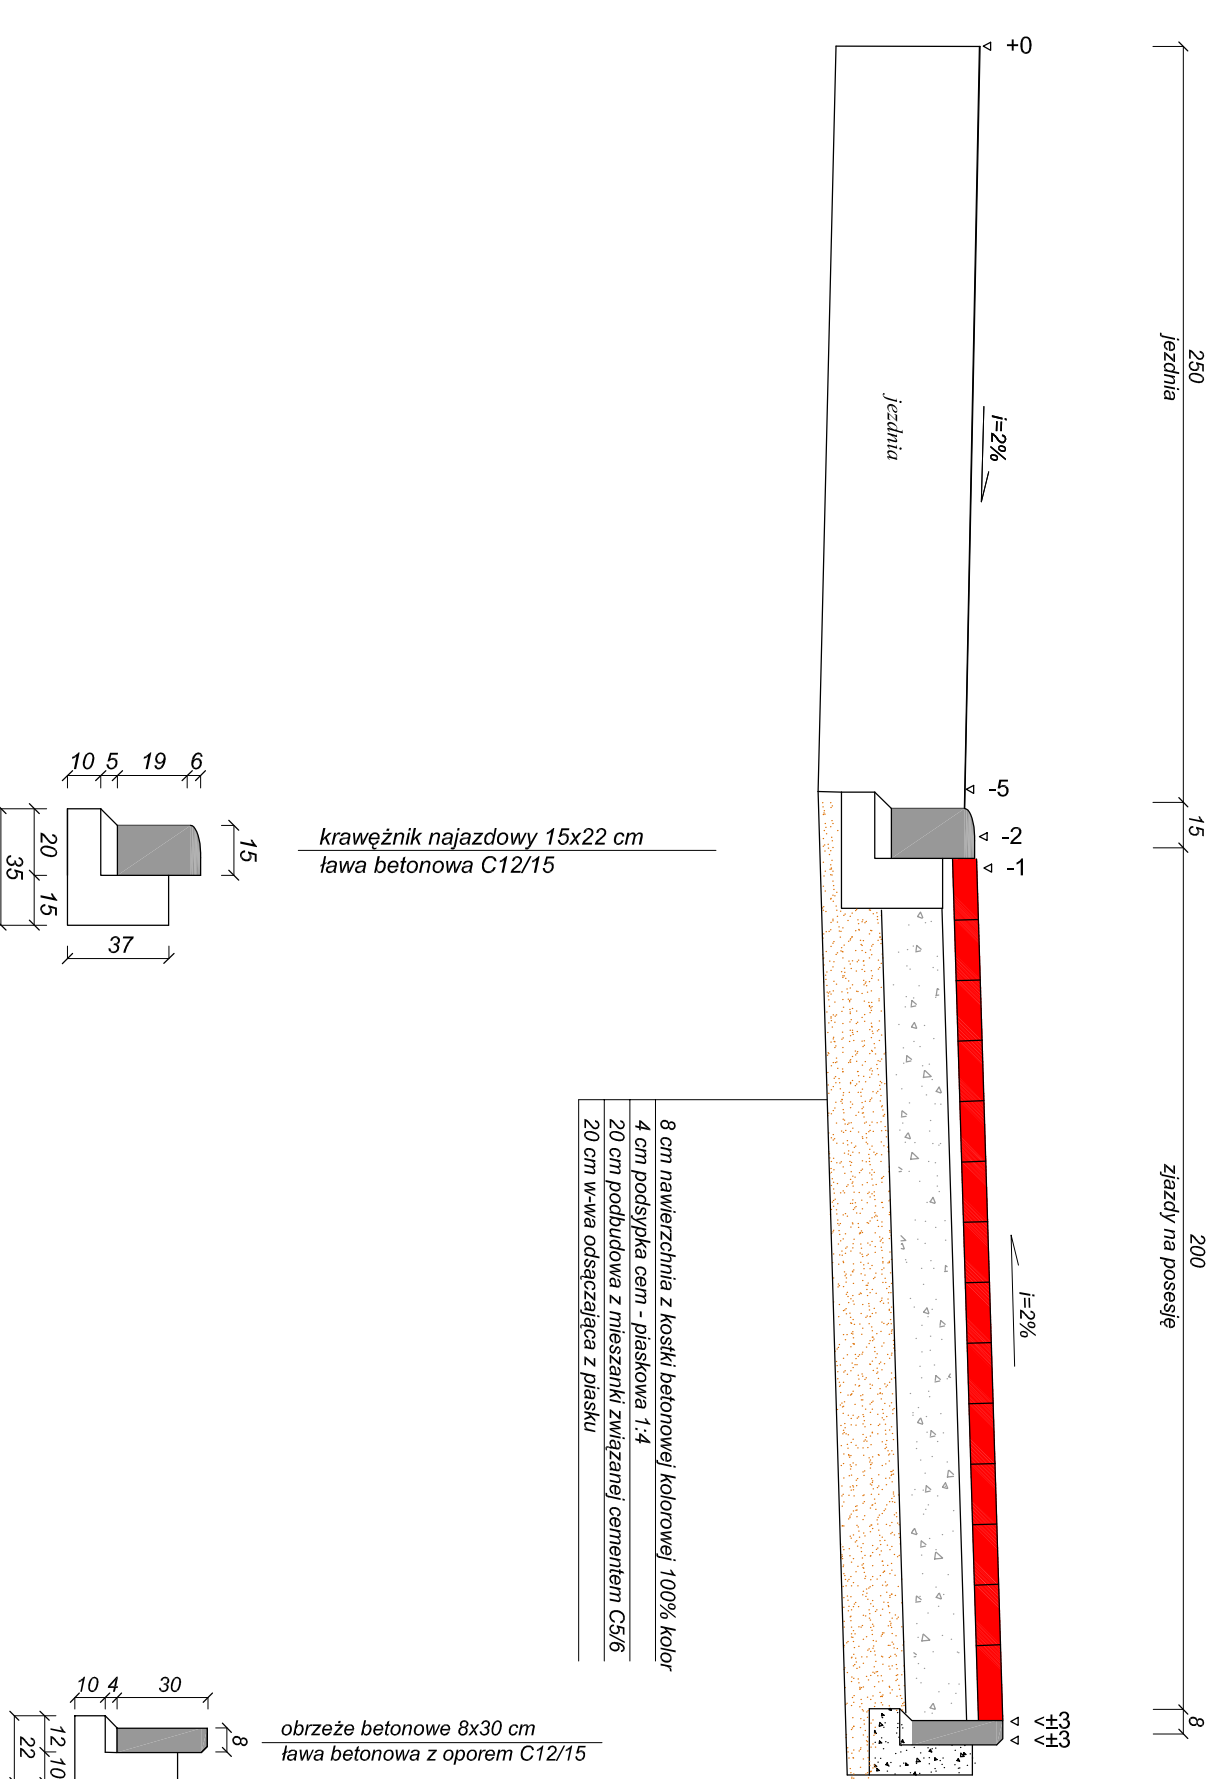 +0
250
jezdnia
i=2%
jezdnia
-5
-2
-1
15
10 5 19 6
15
20 15
35
37
krawężnik najazdowy 15x22 cm
ława betonowa C12/15
200
zjazdy na posesję
i=2%
8 cm nawierzchnia z kostki betonowej kolorowej 100% kolor
4 cm podsypka cem - piaskowa 1:4
20 cm podbudowa z mieszanki związanej cementem C5/6
20 cm w-wa odsączająca z piasku
8
<±3
<±3
10 4 30
8
12 10
22
obrzeże betonowe 8x30 cm
ława betonowa z oporem C12/15